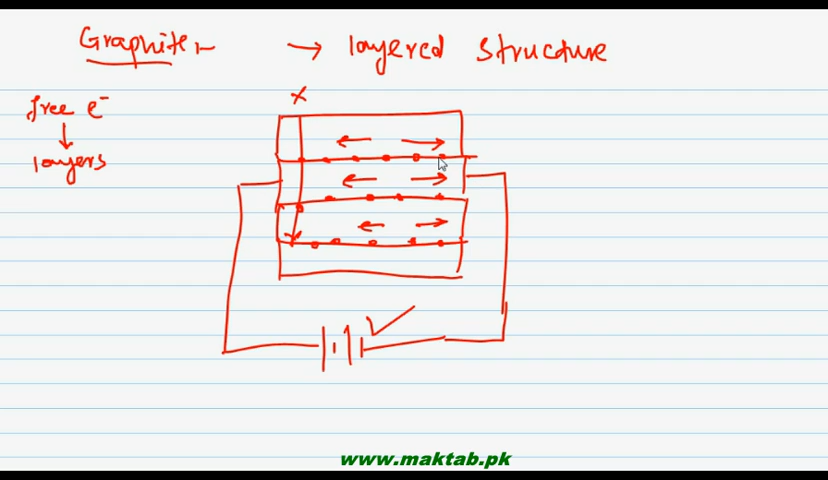 Graphite:- → layered structure
free e⁻
↓
layers
X
www.maktab.pk